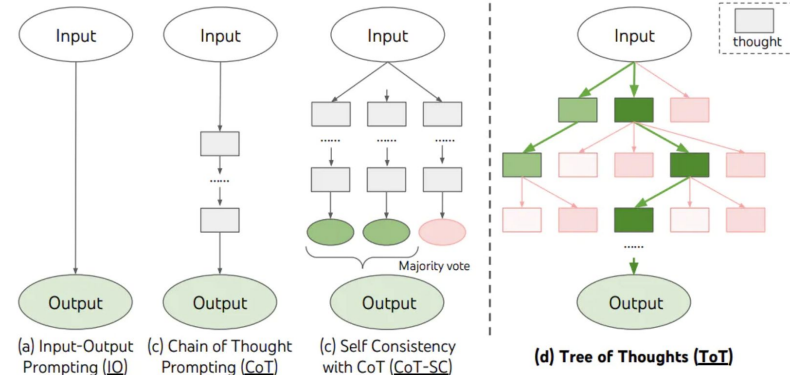 Input
Output
(a) Input-Output
Prompting (IO)
Input
......
Output
(c) Chain of Thought
Prompting (CoT)
Input
......
......
......
Majority vote
Output
(c) Self Consistency
with CoT (CoT-SC)
Input
thought
......
Output
(d) Tree of Thoughts (ToT)